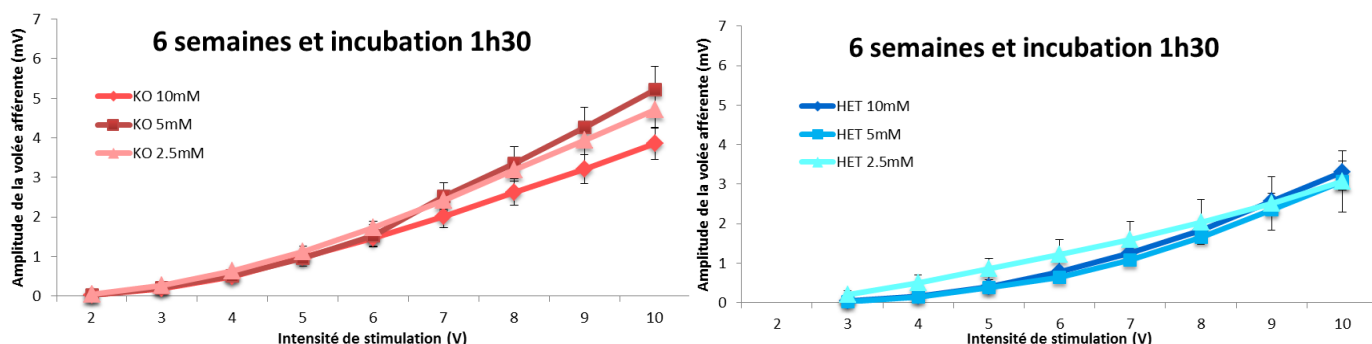 6 semaines et incubation 1h30
Amplitude de la volée afférente (mV)
7
6
5
4
3
2
1
0
KO 10mM
KO 5mM
KO 2.5mM
2 3 4 5 6 7 8 9 10
Intensité de stimulation (V)
6 semaines et incubation 1h30
Amplitude de la volée afférente (mV)
7
6
5
4
3
2
1
0
HET 10mM
HET 5mM
HET 2.5mM
2 3 4 5 6 7 8 9 10
Intensité de stimulation (V)